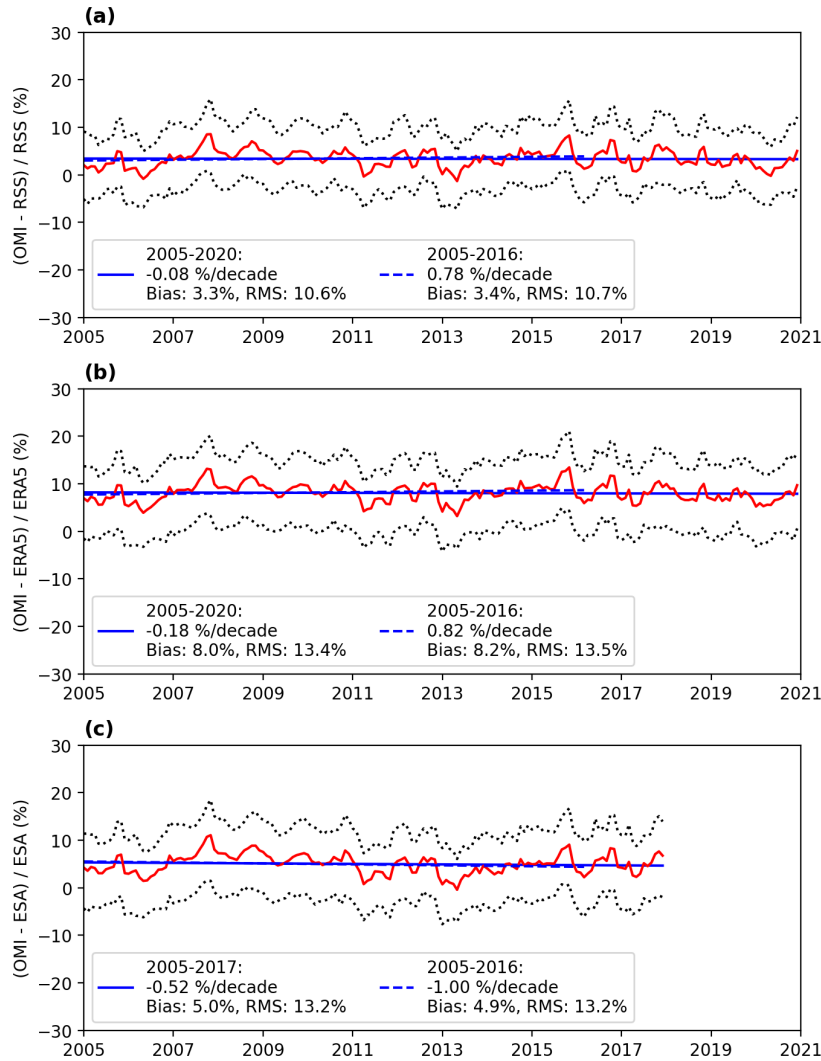 (a)
(OMI - RSS) / RSS (%)
30
20
10
0
−10
−20
−30
2005-2020:
-0.08 %/decade
Bias: 3.3%, RMS: 10.6%
2005-2016:
0.78 %/decade
Bias: 3.4%, RMS: 10.7%
2005 2007 2009 2011 2013 2015 2017 2019 2021
(b)
(OMI - ERA5) / ERA5 (%)
30
20
10
0
−10
−20
−30
2005-2020:
-0.18 %/decade
Bias: 8.0%, RMS: 13.4%
2005-2016:
0.82 %/decade
Bias: 8.2%, RMS: 13.5%
2005 2007 2009 2011 2013 2015 2017 2019 2021
(c)
(OMI - ESA) / ESA (%)
30
20
10
0
−10
−20
−30
2005-2017:
-0.52 %/decade
Bias: 5.0%, RMS: 13.2%
2005-2016:
-1.00 %/decade
Bias: 4.9%, RMS: 13.2%
2005 2007 2009 2011 2013 2015 2017 2019 2021